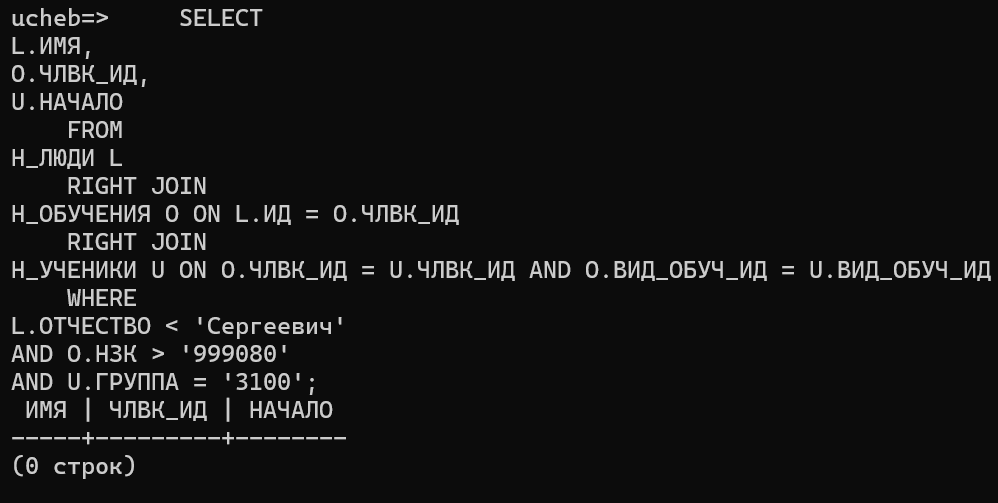 ucheb=>     SELECT
L.ИМЯ,
О.ЧЛВК_ИД,
U.НАЧАЛО
    FROM
Н_ЛЮДИ L
    RIGHT JOIN
Н_ОБУЧЕНИЯ О ON L.ИД = О.ЧЛВК_ИД
    RIGHT JOIN
Н_УЧЕНИКИ U ON О.ЧЛВК_ИД = U.ЧЛВК_ИД AND О.ВИД_ОБУЧ_ИД = U.ВИД_ОБУЧ_ИД
    WHERE
L.ОТЧЕСТВО < 'Сергеевич'
AND О.НЗК > '999080'
AND U.ГРУППА = '3100';
 ИМЯ | ЧЛВК_ИД | НАЧАЛО
-----+---------+--------
(0 строк)